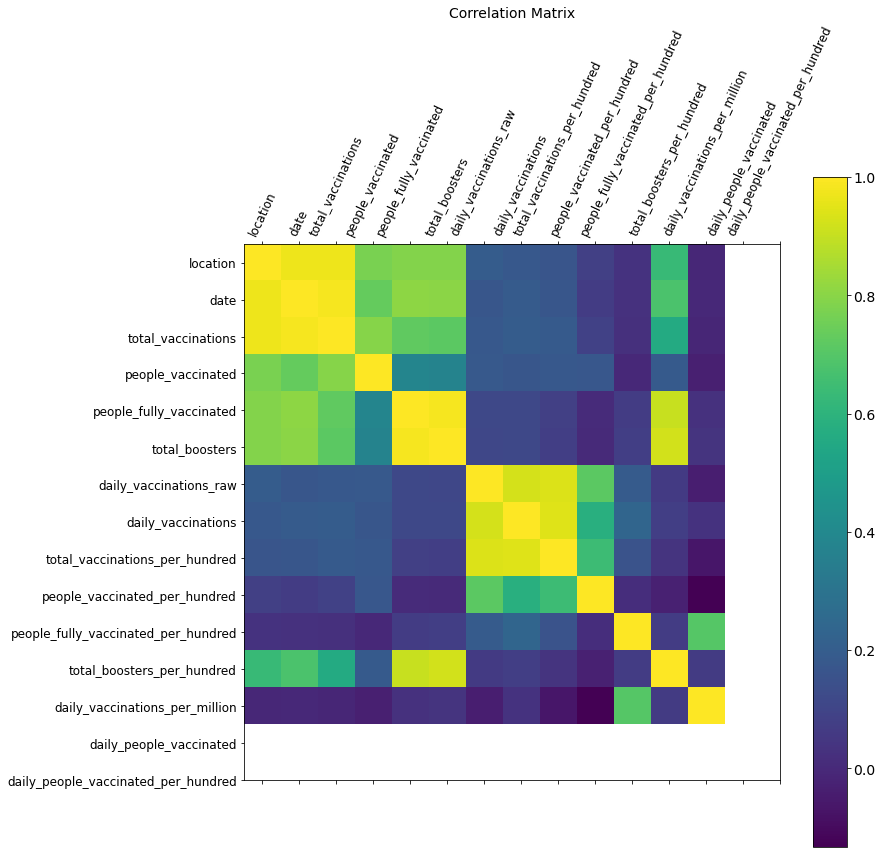 Correlation Matrix
location
date
total_vaccinations
people_vaccinated
people_fully_vaccinated
total_boosters
daily_vaccinations_raw
daily_vaccinations
total_vaccinations_per_hundred
people_vaccinated_per_hundred
people_fully_vaccinated_per_hundred
total_boosters_per_hundred
daily_vaccinations_per_million
daily_people_vaccinated
daily_people_vaccinated_per_hundred
location
date
total_vaccinations
people_vaccinated
people_fully_vaccinated
total_boosters
daily_vaccinations_raw
daily_vaccinations
total_vaccinations_per_hundred
people_vaccinated_per_hundred
people_fully_vaccinated_per_hundred
total_boosters_per_hundred
daily_vaccinations_per_million
daily_people_vaccinated
daily_people_vaccinated_per_hundred
1.0
0.8
0.6
0.4
0.2
0.0